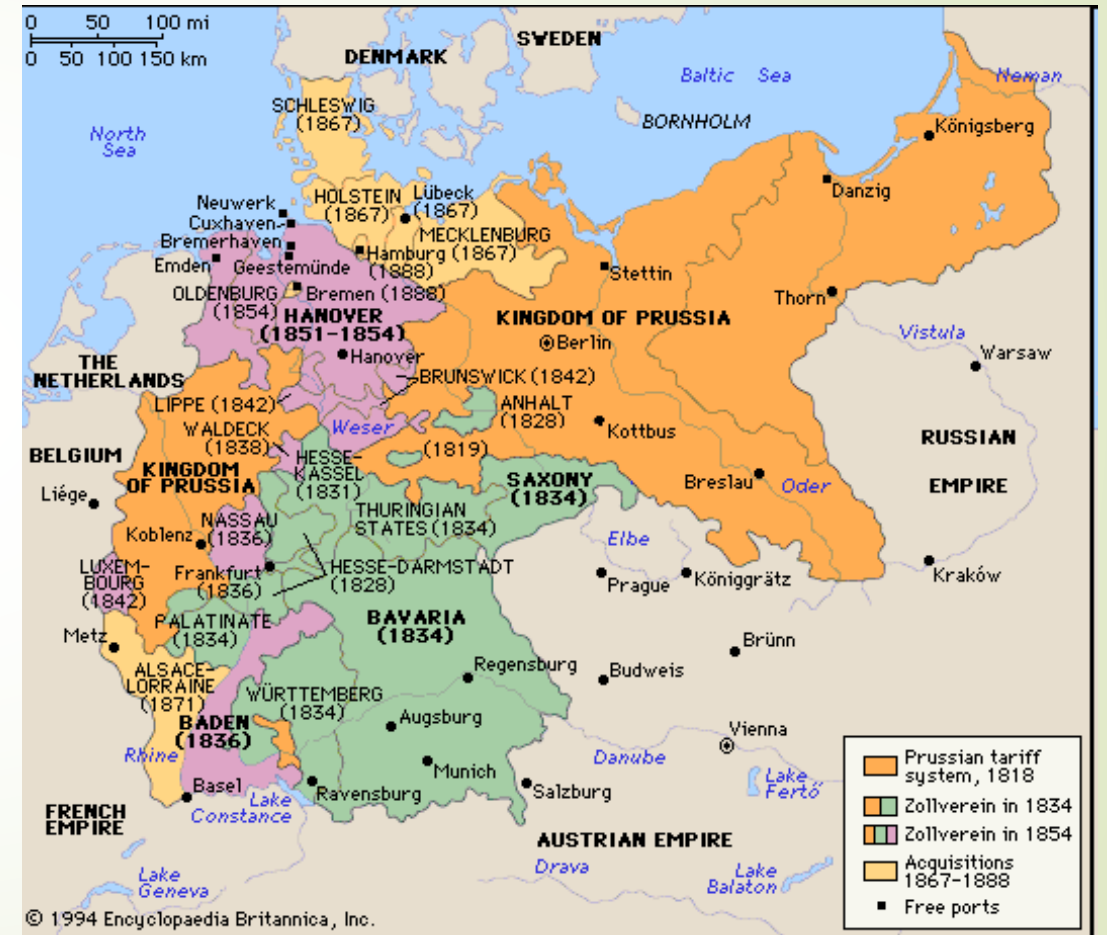 0 50 100 mi
0 50 100 150 km
SWEDEN
DENMARK
Baltic Sea
Neman
SCHLESWIG
(1867)
BORNHOLM
Königsberg
North
Sea
Danzig
Neuwerk
HOLSTEIN
(1867)
Lübeck
(1867)
Cuxhaven
Bremerhaven
MECKLENBURG
(1867)
Emden
Geestemünde
Hamburg
(1888)
Stettin
OLDENBURG
(1854)
Bremen (1888)
Thorn
HANOVER
(1851-1854)
KINGDOM OF PRUSSIA
Vistula
Berlin
Hanover
Warsaw
THE
NETHERLANDS
BRUNSWICK (1842)
LIPPE (1842)
ANHALT
(1828)
Weser
WALDECK
(1838)
Kottbus
(1819)
RUSSIAN
EMPIRE
BELGIUM
HESSE-
KASSEL
(1831)
KINGDOM
OF PRUSSIA
SAXONY
(1834)
Breslau
Oder
Liége
THURINGIAN
STATES (1834)
NASSAU
(1836)
Koblenz
Elbe
LUXEM-
BOURG
(1842)
Frankfurt
(1836)
HESSE-DARMSTADT
(1828)
Prague
Königgrätz
Kraków
PALATINATE
(1834)
BAVARIA
(1834)
Metz
Brünn
ALSACE-
LORRAINE
(1871)
Regensburg
Budweis
WÜRTTEMBERG
(1834)
BADEN
(1836)
Augsburg
Vienna
Rhine
Danube
Munich
Lake
Fertö
Basel
Ravensburg
Salzburg
Lake
Constance
FRENCH
EMPIRE
AUSTRIAN EMPIRE
Drava
Lake
Balaton
Lake
Geneva
Prussian tariff
system, 1818
Zollverein in 1834
Zollverein in 1854
Acquisitions
1867-1888
Free ports
© 1994 Encyclopaedia Britannica, Inc.